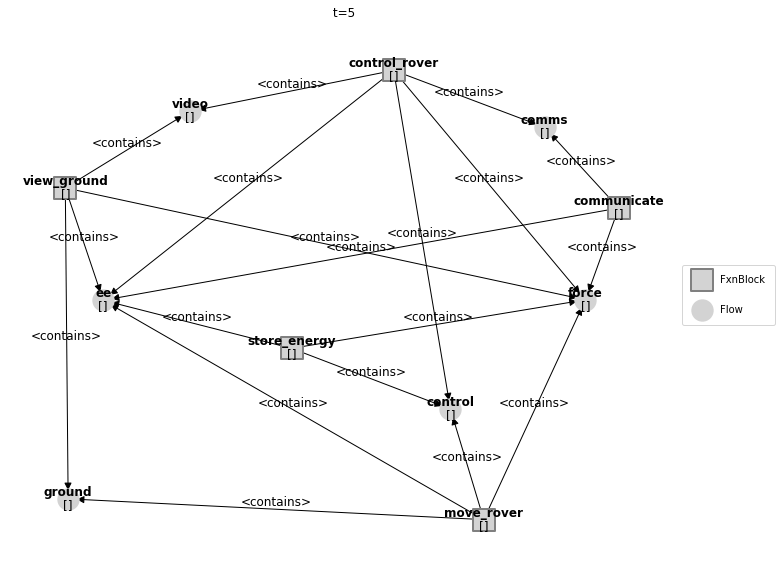 t=5
control_rover
[]
<contains>
<contains>
video
[]
comms
[]
<contains>
<contains>
<contains>
<contains>
view_ground
[]
communicate
[]
<contains>
<contains>
<contains>
<contains>
<contains>
ee
[]
force
[]
FxnBlock
Flow
<contains>
<contains>
<contains>
store_energy
[]
<contains>
control
[]
<contains>
<contains>
<contains>
ground
[]
<contains>
move_rover
[]